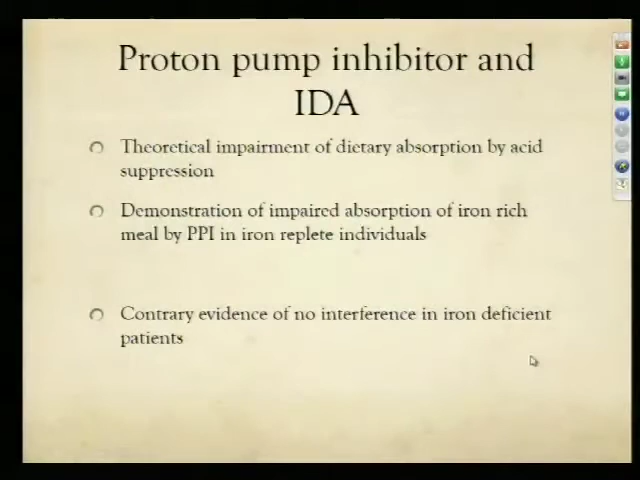 Proton pump inhibitor and
IDA
Theoretical impairment of dietary absorption by acid
suppression
Demonstration of impaired absorption of iron rich
meal by PPI in iron replete individuals
Contrary evidence of no interference in iron deficient
patients